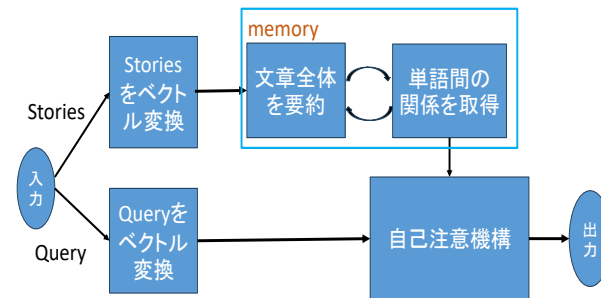 memory
Stories
をベクト
ル変換
文章全体
を要約
単語間の
関係を取得
Stories
入
力
Query
Queryを
ベクトル
変換
自己注意機構
出
力